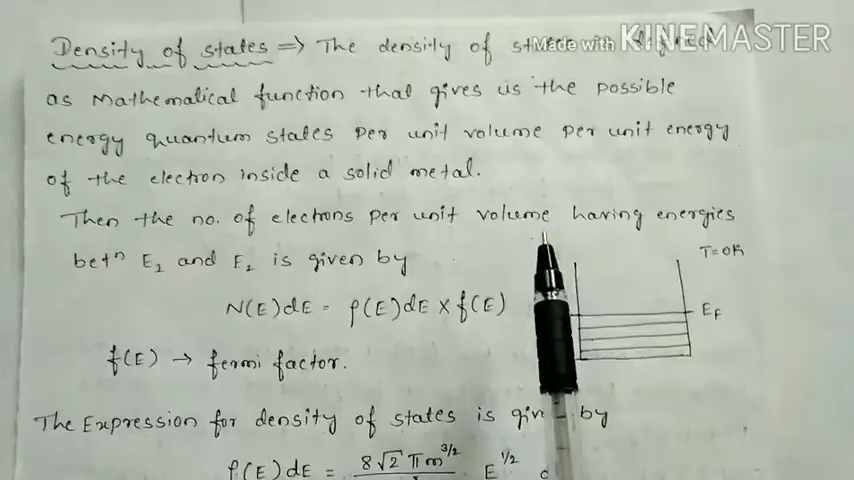 Density of states => The density of
Made with KINEMASTER
as Mathematical function that gives us the possible
energy quantum states per unit volume per unit energy
of the electron inside a solid metal.
Then the no. of electrons per unit volume having energies
betⁿ E₂ and E₂ is given by
T=0K
N(E)dE = ρ(E)dE × f(E)
E_F
f(E) → fermi factor.
The Expression for density of states is by
ρ(E)dE = 8√2 πm^3/2 E^1/2